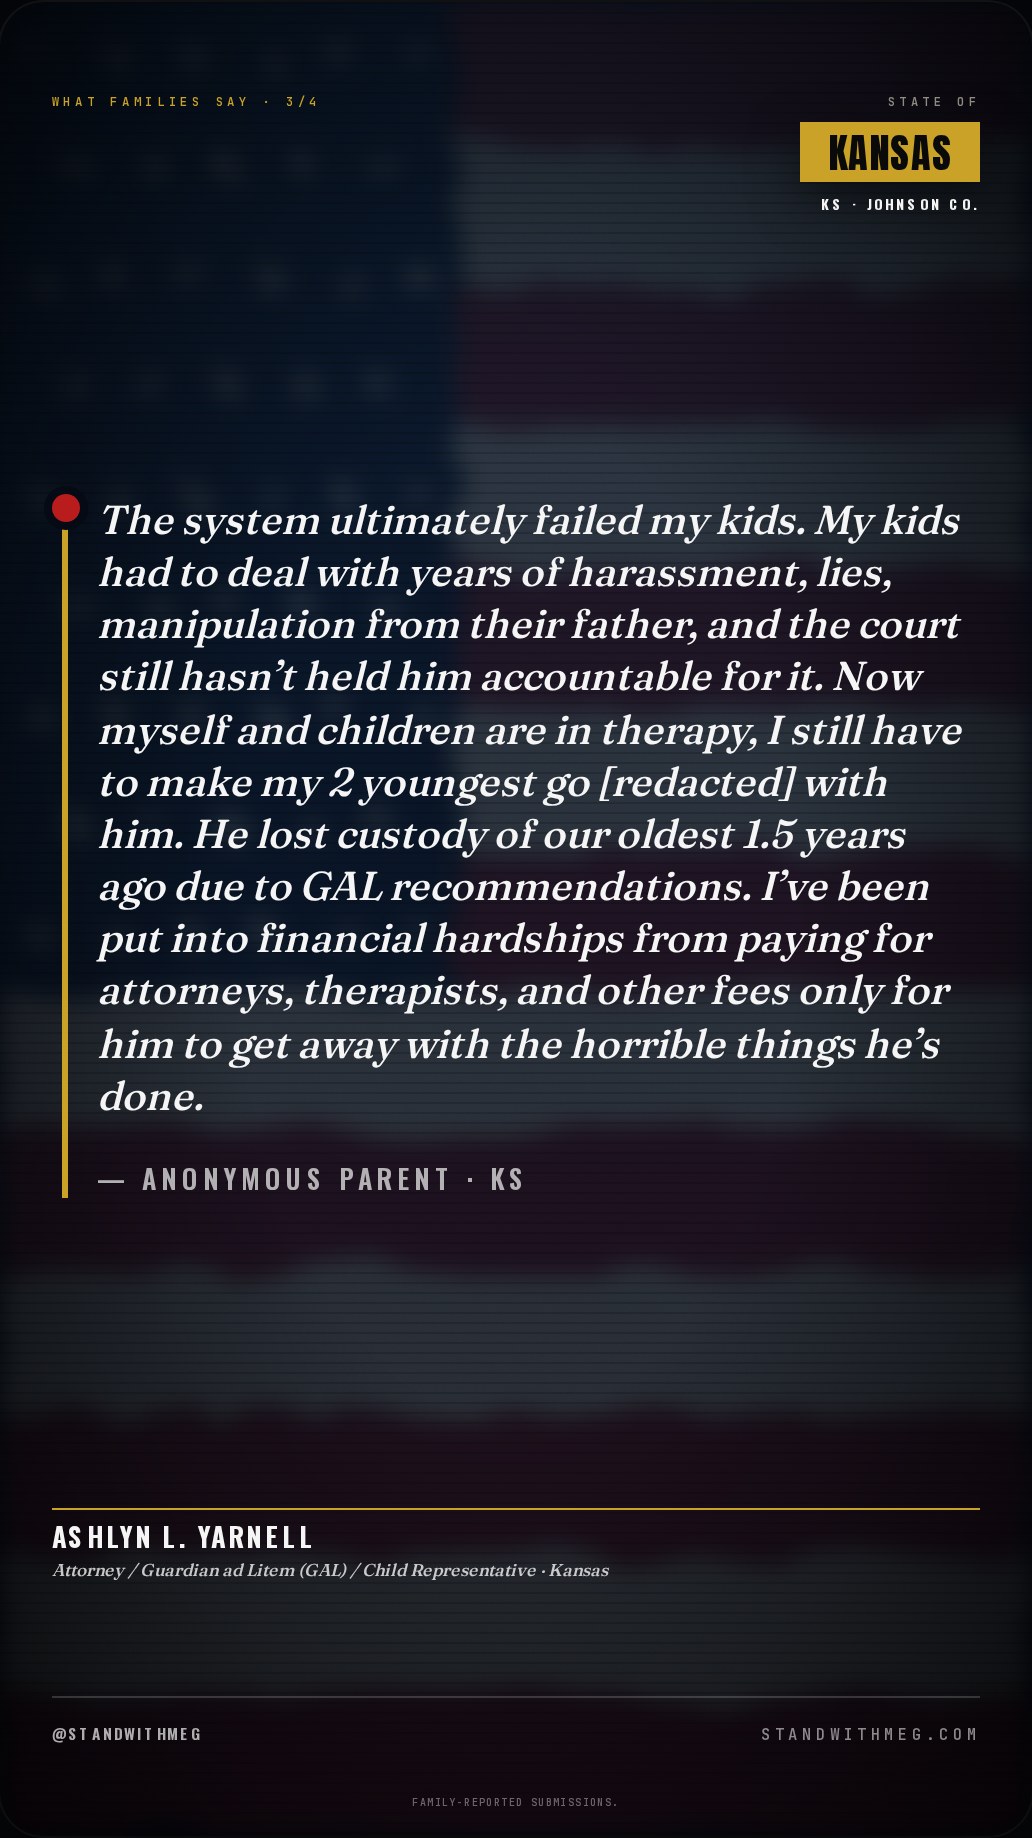 WHAT FAMILIES SAY · 3/4
STATE OF
KANSAS
KS · JOHNSON CO.
The system ultimately failed my kids. My kids
had to deal with years of harassment, lies,
manipulation from their father, and the court
still hasn’t held him accountable for it. Now
myself and children are in therapy, I still have
to make my 2 youngest go [redacted] with
him. He lost custody of our oldest 1.5 years
ago due to GAL recommendations. I’ve been
put into financial hardships from paying for
attorneys, therapists, and other fees only for
him to get away with the horrible things he’s
done.
— ANONYMOUS PARENT · KS
ASHLYN L. YARNELL
Attorney / Guardian ad Litem (GAL) / Child Representative · Kansas
@STANDWITHMEG
STANDWITHMEG.COM
FAMILY-REPORTED SUBMISSIONS.